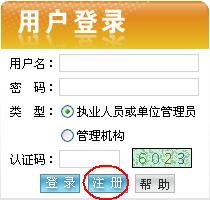 用户登录
用户名：
密　码：
类　型： 执业人员或单位管理员
管理机构
认证码： 6023
登 录 注 册 帮 助